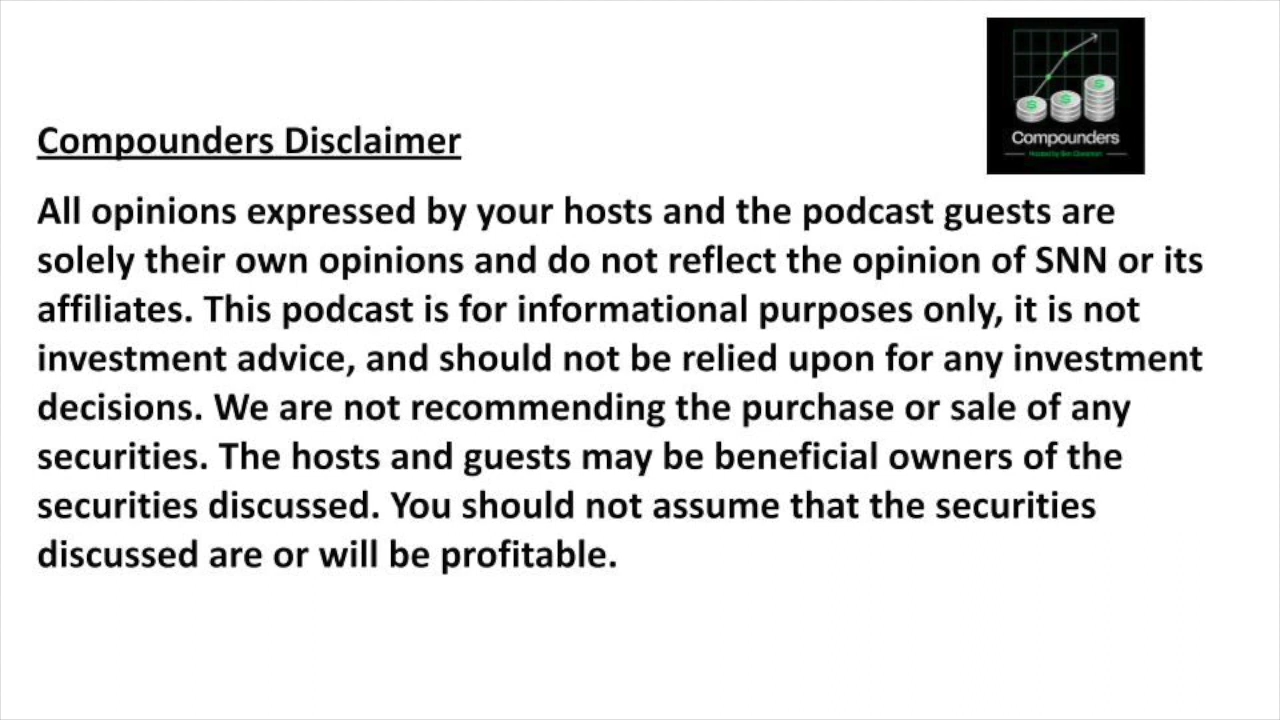 Compounders
Hosted by Ben Claremon
Compounders Disclaimer
All opinions expressed by your hosts and the podcast guests are
solely their own opinions and do not reflect the opinion of SNN or its
affiliates. This podcast is for informational purposes only, it is not
investment advice, and should not be relied upon for any investment
decisions. We are not recommending the purchase or sale of any
securities. The hosts and guests may be beneficial owners of the
securities discussed. You should not assume that the securities
discussed are or will be profitable.